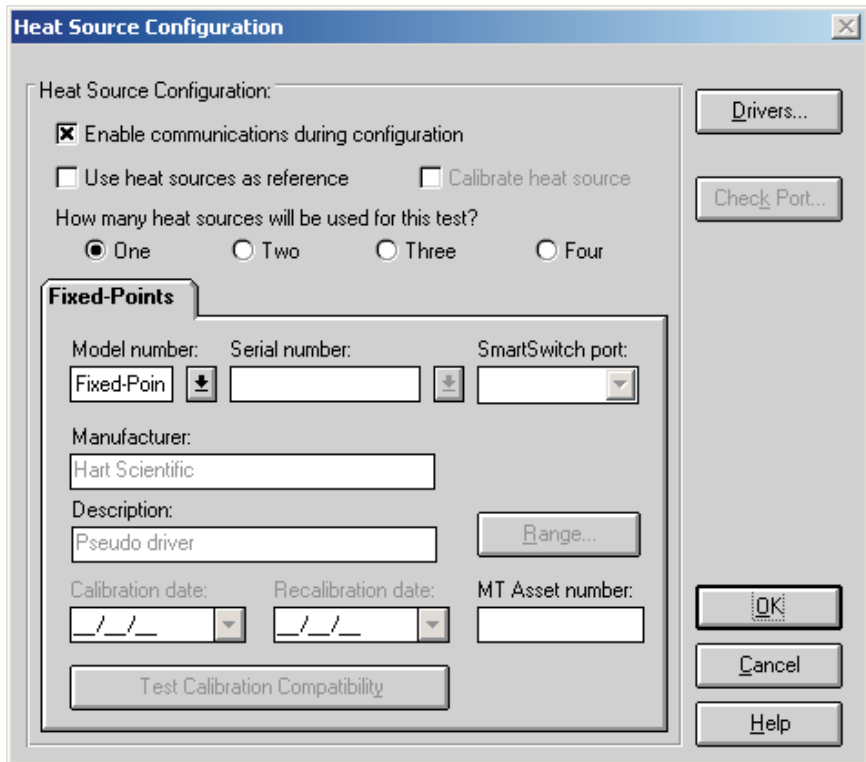 Heat Source Configuration
Heat Source Configuration:
Drivers...
Enable communications during configuration
Use heat sources as reference
Calibrate heat source
Check Port...
How many heat sources will be used for this test?
One Two Three Four
Fixed-Points
Model number: Serial number: SmartSwitch port:
Fixed-Poin
Manufacturer:
Hart Scientific
Description:
Pseudo driver
Range...
Calibration date: Recalibration date: MT Asset number:
__/__/__ __/__/__
OK
Test Calibration Compatibility
Cancel
Help